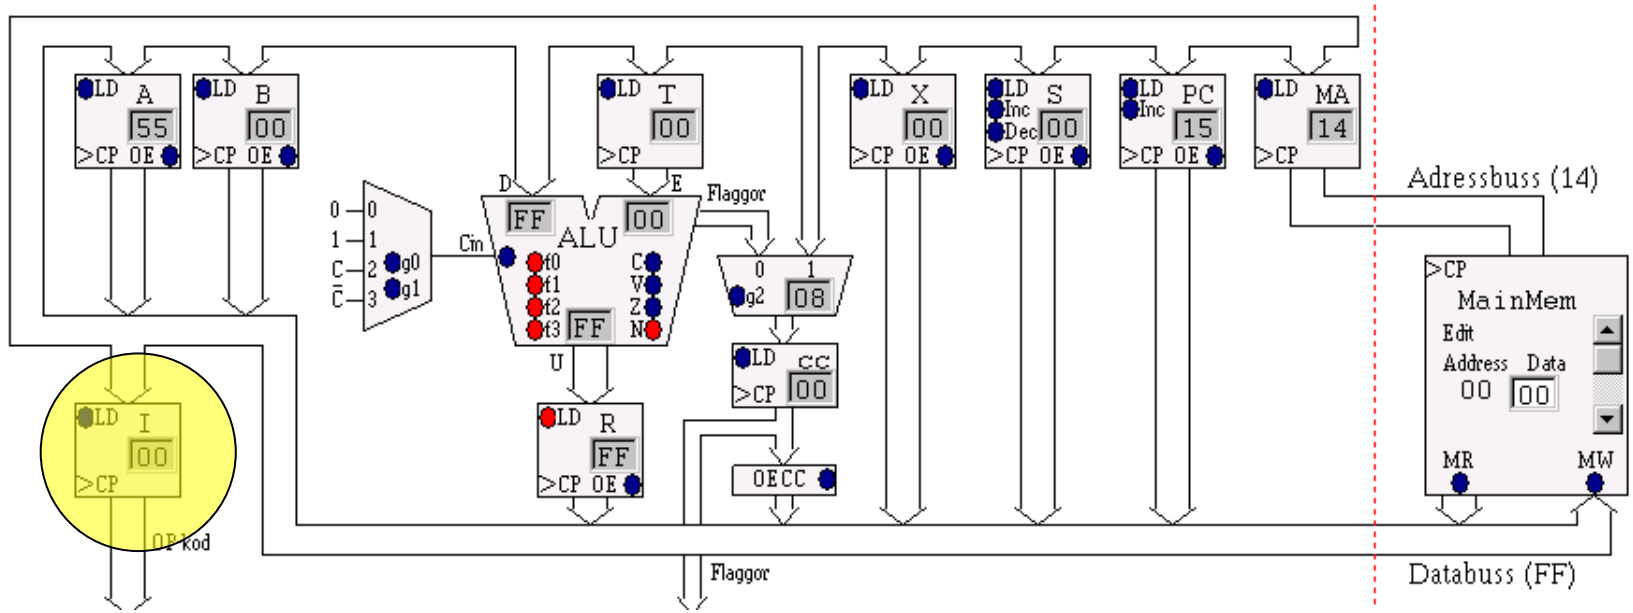 LD A 55 >CP OE
LD B 00 >CP OE
LD T 00 >CP
LD X 00 >CP OE
LD Inc Dec S 00 >CP OE
LD Inc PC 15 >CP OE
LD MA 14 >CP
Adressbuss (14)
0 0
1 1
C 2
C̅ 3
g0
g1
Cin
D
E
FF
00
ALU
f0
f1
f2
f3
C
V
Z
N
FF
U
Flaggor
0 1
g2
08
LD CC
>CP 00
OECC
LD I
00
>CP
OP kod
LD R
FF
>CP OE
Flaggor
>CP
MainMem
Edit
Address Data
00 00
MR MW
Databuss (FF)